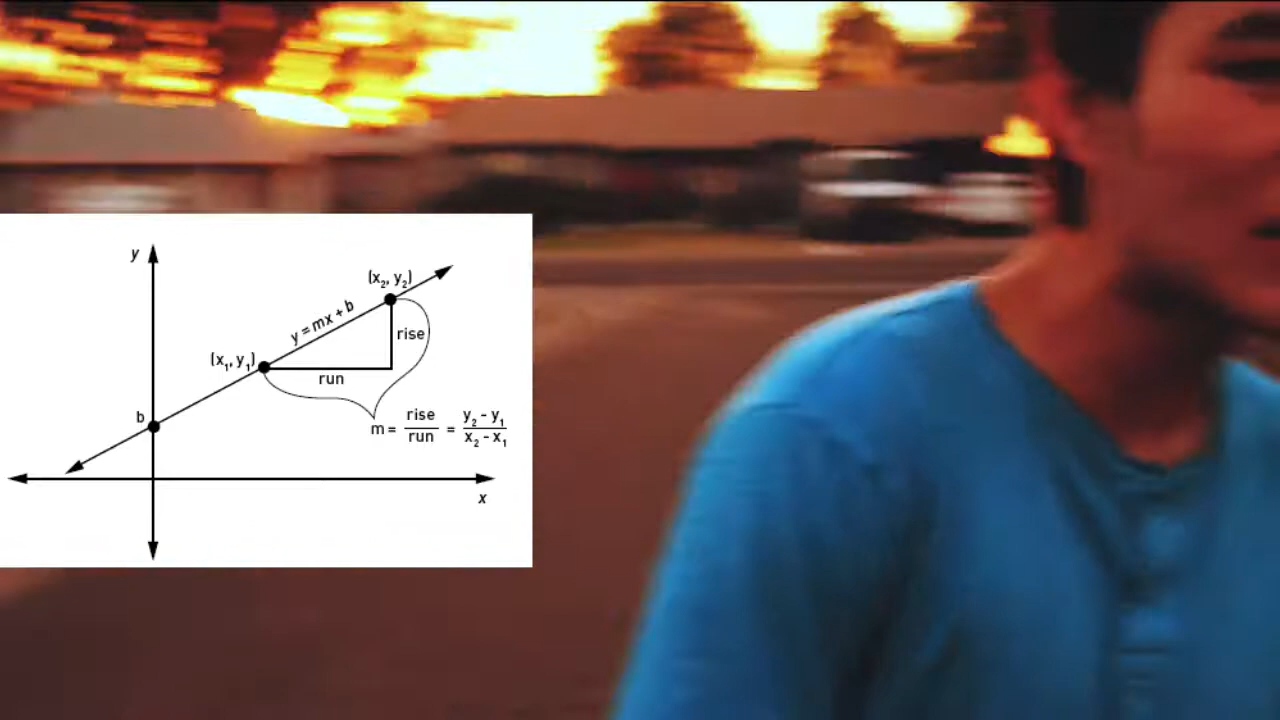 y
(x₂, y₂)
y = mx + b
rise
(x₁, y₁)
run
b
m = rise/run = y₂ - y₁/x₂ - x₁
x